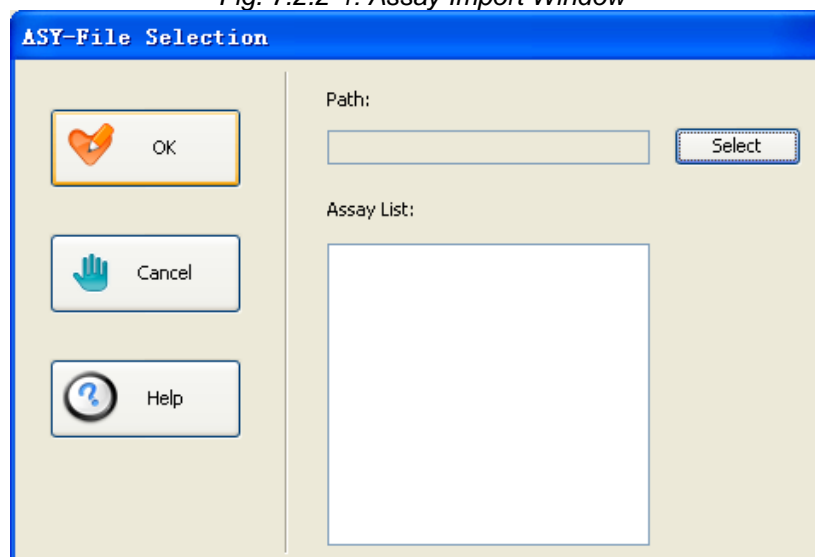 Fig. 7.2.2-1: Assay Import Window
ASY-File Selection
Path:
OK
Select
Assay List:
Cancel
Help